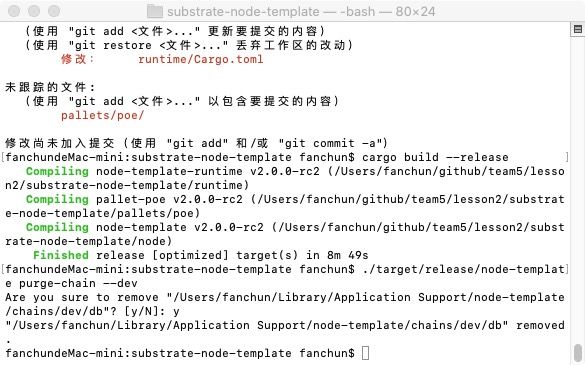 substrate-node-template — -bash — 80×24
(使用 "git add <文件>..." 更新要提交的内容)
(使用 "git restore <文件>..." 丢弃工作区的改动)
修改： runtime/Cargo.toml
未跟踪的文件:
(使用 "git add <文件>..." 以包含要提交的内容)
pallets/poe/
修改尚未加入提交 (使用 "git add" 和/或 "git commit -a")
[fanchundeMac-mini:substrate-node-template fanchun$ cargo build --release ]
Compiling node-template-runtime v2.0.0-rc2 (/Users/fanchun/github/team5/lesso
n2/substrate-node-template/runtime)
Compiling pallet-poe v2.0.0-rc2 (/Users/fanchun/github/team5/lesson2/substrat
e-node-template/pallets/poe)
Compiling node-template v2.0.0-rc2 (/Users/fanchun/github/team5/lesson2/subst
rate-node-template/node)
Finished release [optimized] target(s) in 8m 49s
[fanchundeMac-mini:substrate-node-template fanchun$ ./target/release/node-templat]
e purge-chain --dev
Are you sure to remove "/Users/fanchun/Library/Application Support/node-template
/chains/dev/db"? [y/N]: y
"/Users/fanchun/Library/Application Support/node-template/chains/dev/db" removed
.
fanchundeMac-mini:substrate-node-template fanchun$